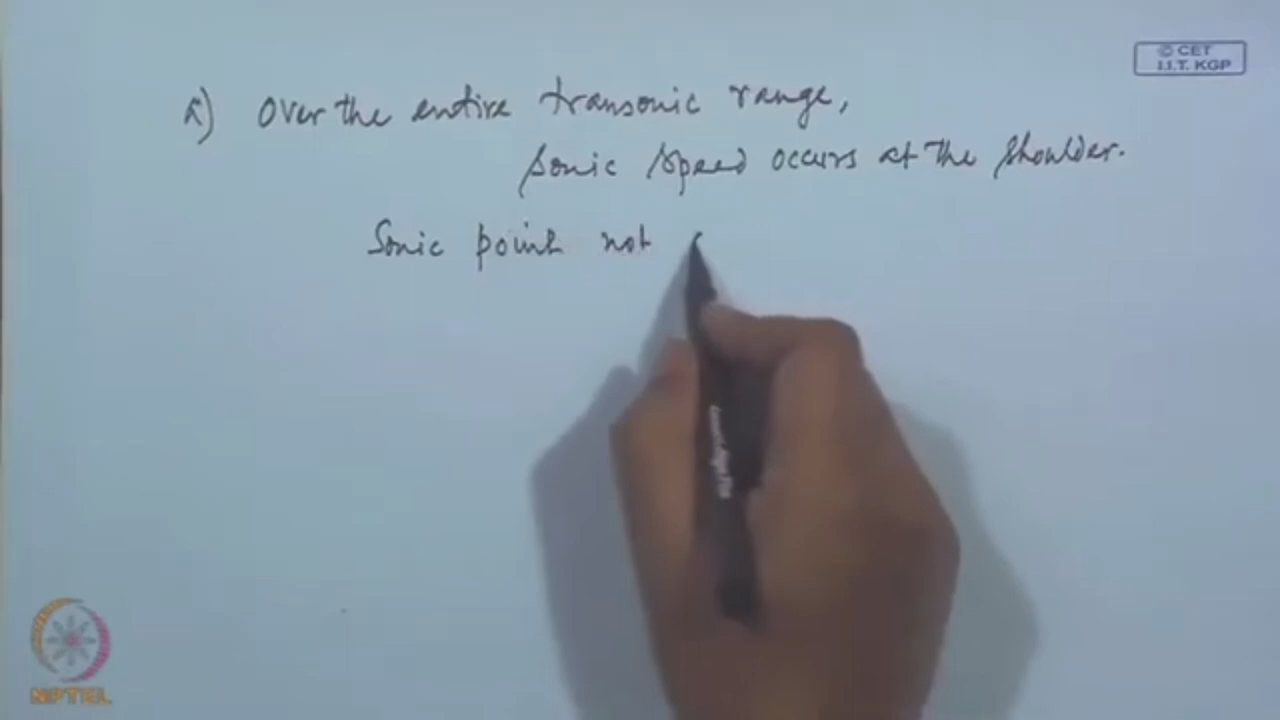 © CET
I.I.T. KGP
a) Over the entire transonic range,
sonic speed occurs at the shoulder.
Sonic point not
NPTEL